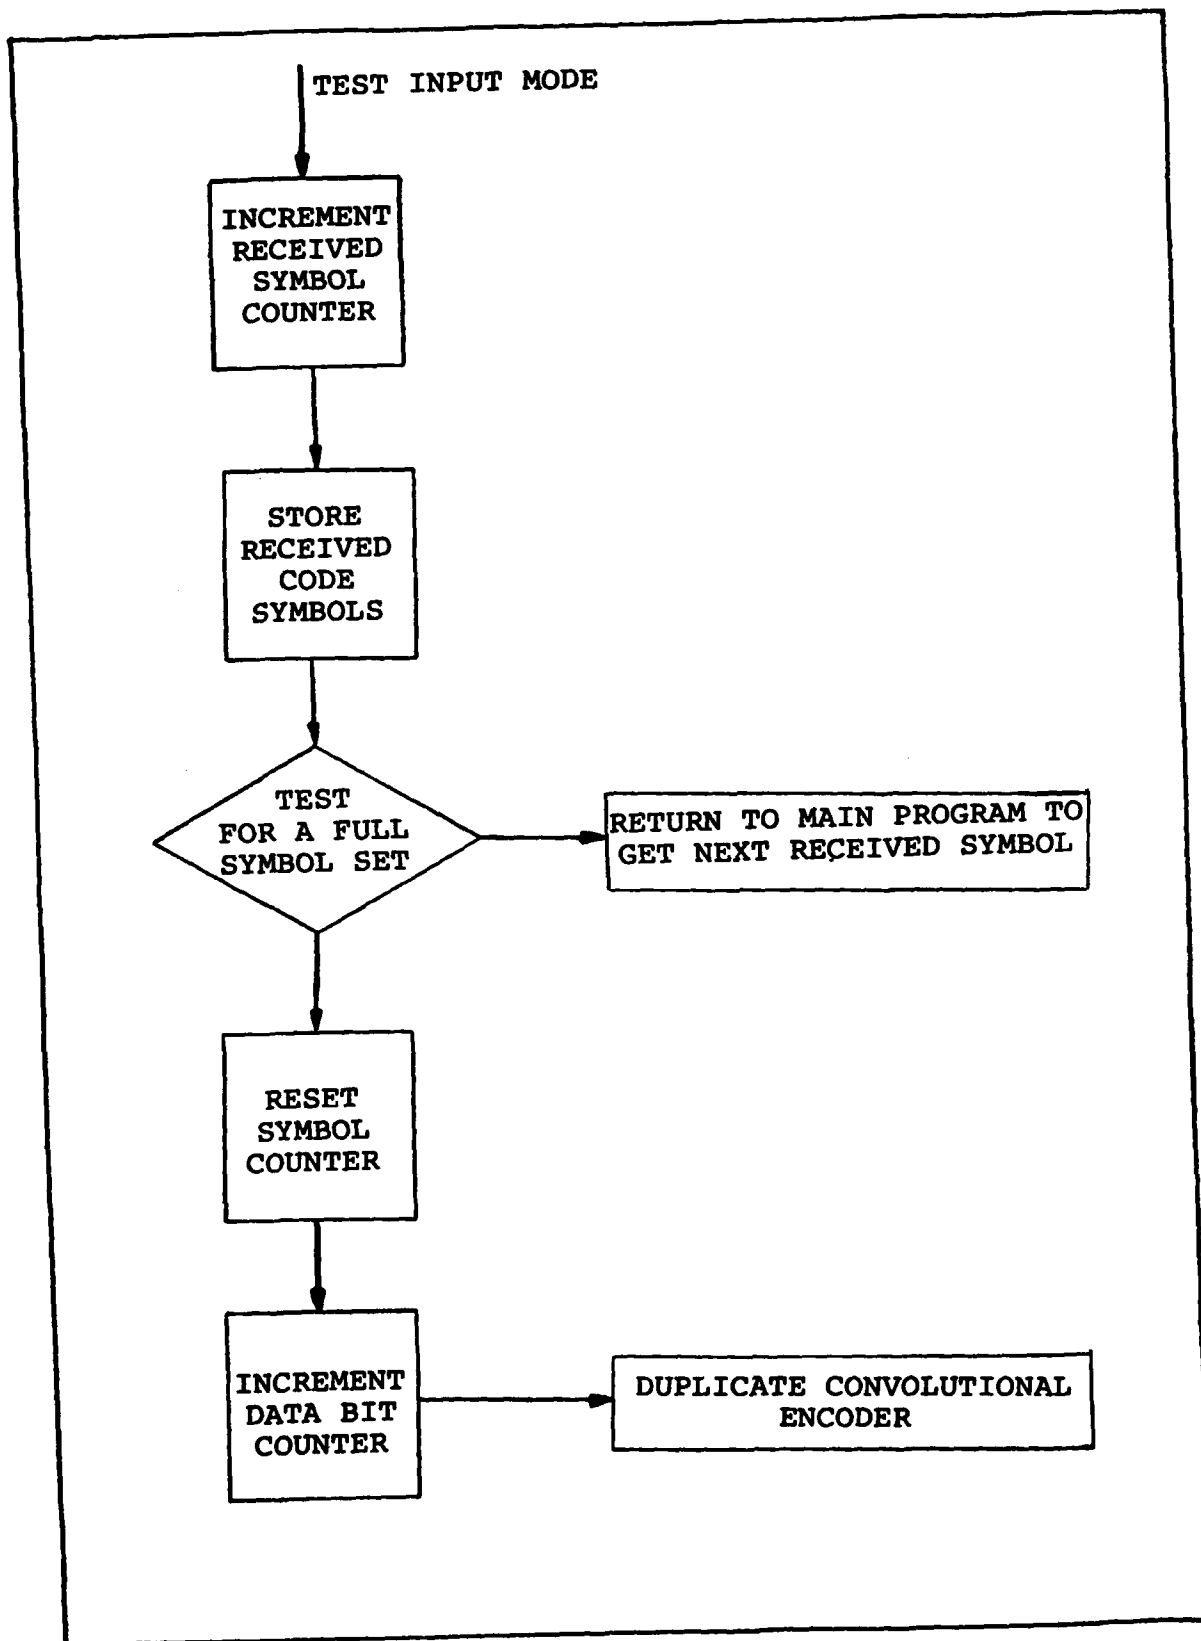 TEST INPUT MODE
INCREMENT
RECEIVED
SYMBOL
COUNTER
STORE
RECEIVED
CODE
SYMBOLS
TEST
FOR A FULL
SYMBOL SET
RETURN TO MAIN PROGRAM TO
GET NEXT RECEIVED SYMBOL
RESET
SYMBOL
COUNTER
INCREMENT
DATA BIT
COUNTER
DUPLICATE CONVOLUTIONAL
ENCODER